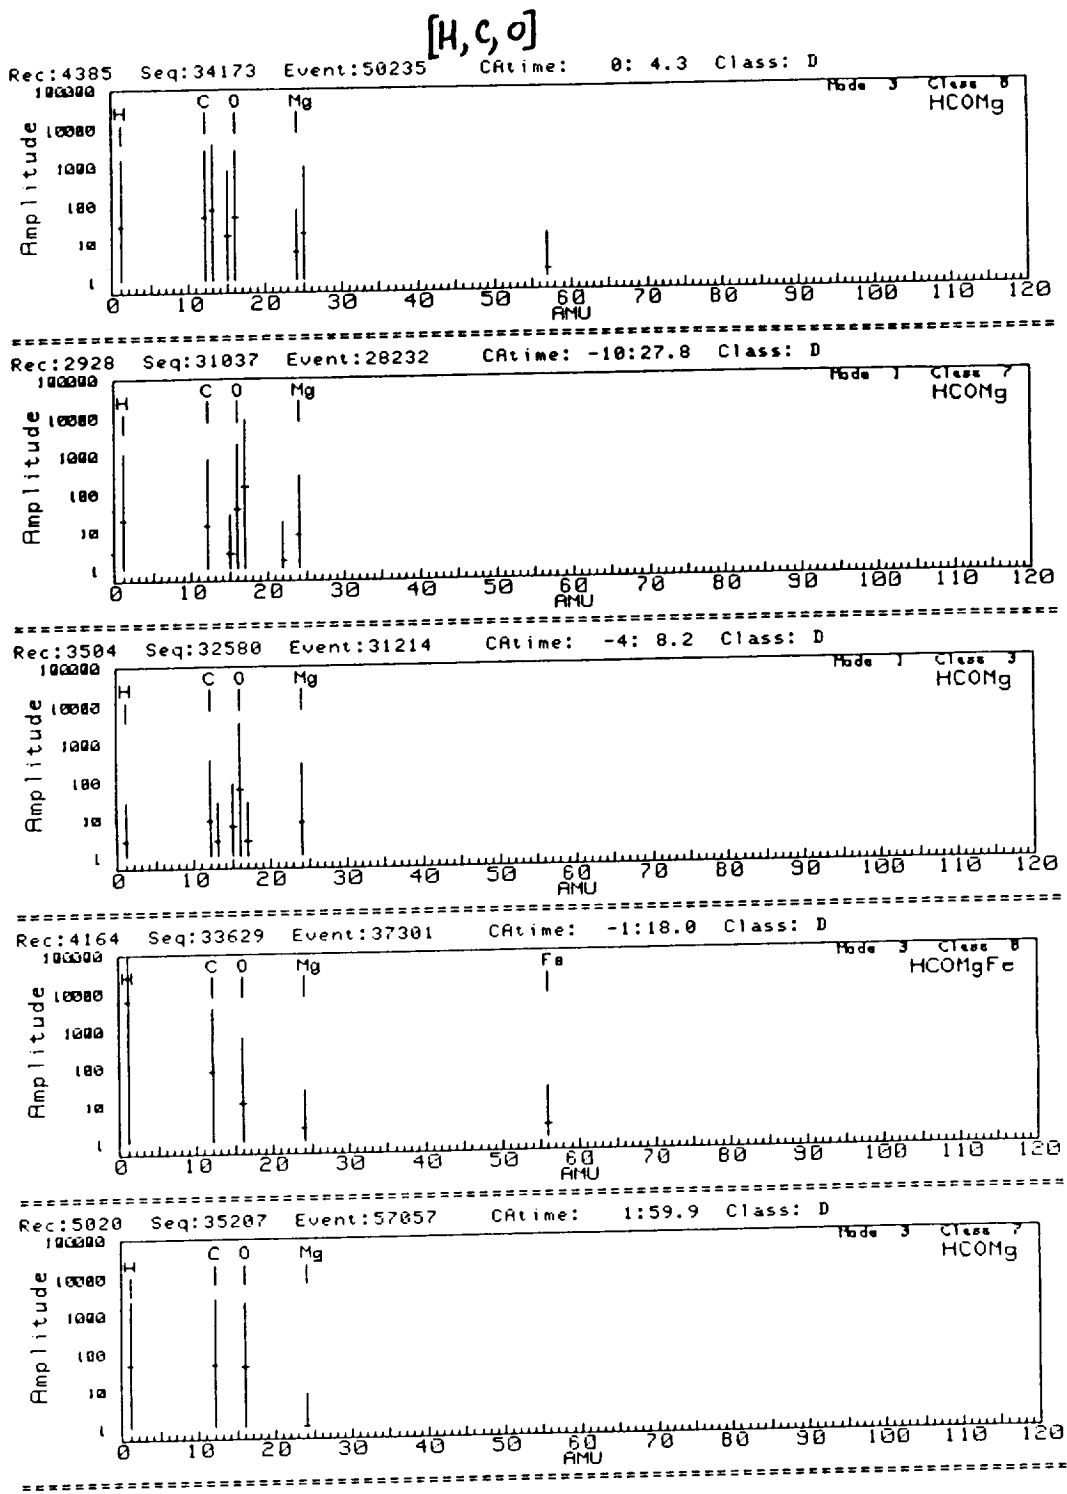 [H, C, O]
Rec:4385 Seq:34173 Event:50235 CAtime: 0: 4.3 Class: D
Mode 3 Class 8
HCOMg
100000
H C O Mg
10000
1000
100
10
1
Amplitude
0 10 20 30 40 50 60 70 80 90 100 110 120
AMU
Rec:2928 Seq:31037 Event:28232 CAtime: -10:27.8 Class: D
Mode 1 Class 7
HCOMg
100000
H C O Mg
10000
1000
100
10
1
Amplitude
0 10 20 30 40 50 60 70 80 90 100 110 120
AMU
Rec:3504 Seq:32580 Event:31214 CAtime: -4: 8.2 Class: D
Mode 1 Class 3
HCOMg
100000
H C O Mg
10000
1000
100
10
1
Amplitude
0 10 20 30 40 50 60 70 80 90 100 110 120
AMU
Rec:4164 Seq:33629 Event:37301 CAtime: -1:18.0 Class: D
Mode 3 Class 8
HCOMgFe
100000
H C O Mg Fe
10000
1000
100
10
1
Amplitude
0 10 20 30 40 50 60 70 80 90 100 110 120
AMU
Rec:5020 Seq:35207 Event:57057 CAtime: 1:59.9 Class: D
Mode 3 Class 7
HCOMg
100000
H C O Mg
10000
1000
100
10
1
Amplitude
0 10 20 30 40 50 60 70 80 90 100 110 120
AMU